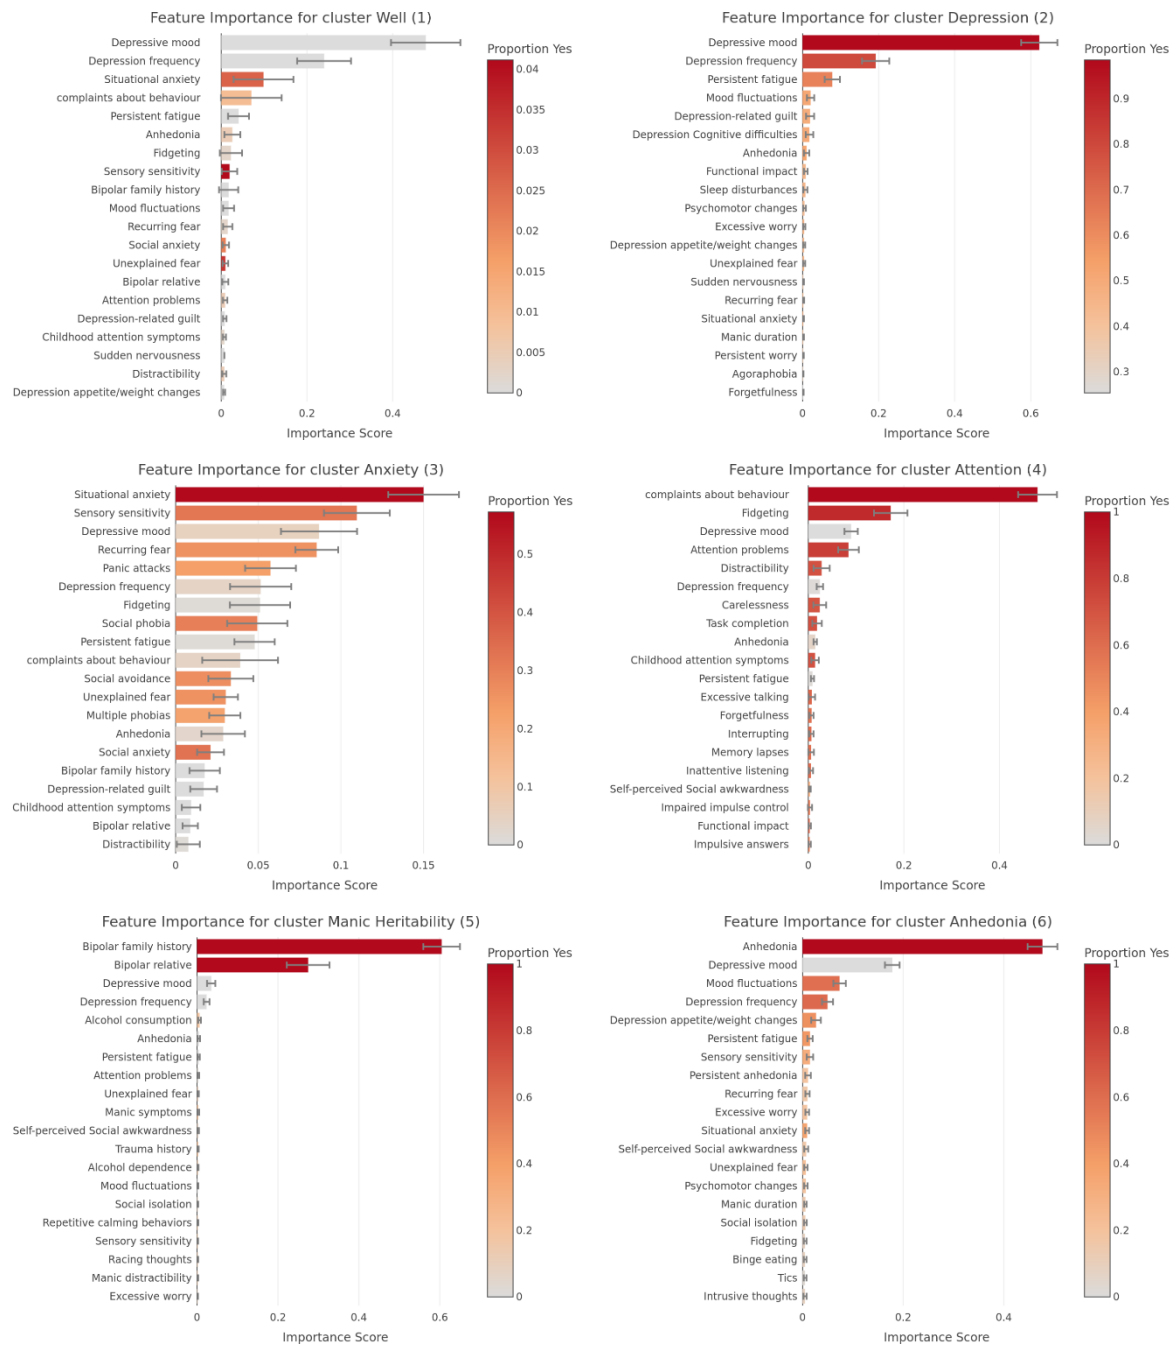 Feature Importance for cluster Well (1)
Depressive mood
Depression frequency
Situational anxiety
complaints about behaviour
Persistent fatigue
Anhedonia
Fidgeting
Sensory sensitivity
Bipolar family history
Mood fluctuations
Recurring fear
Social anxiety
Unexplained fear
Bipolar relative
Attention problems
Depression-related guilt
Childhood attention symptoms
Sudden nervousness
Distractibility
Depression appetite/weight changes
0
0.2
0.4
Importance Score
Proportion Yes
0.04
0.035
0.03
0.025
0.02
0.015
0.01
0.005
0
Feature Importance for cluster Depression (2)
Depressive mood
Depression frequency
Persistent fatigue
Mood fluctuations
Depression-related guilt
Depression Cognitive difficulties
Anhedonia
Functional impact
Sleep disturbances
Psychomotor changes
Excessive worry
Depression appetite/weight changes
Unexplained fear
Sudden nervousness
Recurring fear
Situational anxiety
Manic duration
Persistent worry
Agoraphobia
Forgetfulness
0
0.2
0.4
0.6
Importance Score
Proportion Yes
0.9
0.8
0.7
0.6
0.5
0.4
0.3
Feature Importance for cluster Anxiety (3)
Situational anxiety
Sensory sensitivity
Depressive mood
Recurring fear
Panic attacks
Depression frequency
Fidgeting
Social phobia
Persistent fatigue
complaints about behaviour
Social avoidance
Unexplained fear
Multiple phobias
Anhedonia
Social anxiety
Bipolar family history
Depression-related guilt
Childhood attention symptoms
Bipolar relative
Distractibility
0
0.05
0.1
0.15
Importance Score
Proportion Yes
0.5
0.4
0.3
0.2
0.1
0
Feature Importance for cluster Attention (4)
complaints about behaviour
Fidgeting
Depressive mood
Attention problems
Distractibility
Depression frequency
Carelessness
Task completion
Anhedonia
Childhood attention symptoms
Persistent fatigue
Excessive talking
Forgetfulness
Interrupting
Memory lapses
Inattentive listening
Self-perceived Social awkwardness
Impaired impulse control
Functional impact
Impulsive answers
0
0.2
0.4
Importance Score
Proportion Yes
1
0.8
0.6
0.4
0.2
0
Feature Importance for cluster Manic Heritability (5)
Bipolar family history
Bipolar relative
Depressive mood
Depression frequency
Alcohol consumption
Anhedonia
Persistent fatigue
Attention problems
Unexplained fear
Manic symptoms
Self-perceived Social awkwardness
Trauma history
Alcohol dependence
Mood fluctuations
Social isolation
Repetitive calming behaviors
Sensory sensitivity
Racing thoughts
Manic distractibility
Excessive worry
0
0.2
0.4
0.6
Importance Score
Proportion Yes
1
0.8
0.6
0.4
0.2
0
Feature Importance for cluster Anhedonia (6)
Anhedonia
Depressive mood
Mood fluctuations
Depression frequency
Depression appetite/weight changes
Persistent fatigue
Sensory sensitivity
Persistent anhedonia
Recurring fear
Excessive worry
Situational anxiety
Self-perceived Social awkwardness
Unexplained fear
Psychomotor changes
Manic duration
Social isolation
Fidgeting
Binge eating
Tics
Intrusive thoughts
0
0.2
0.4
Importance Score
Proportion Yes
1
0.8
0.6
0.4
0.2
0